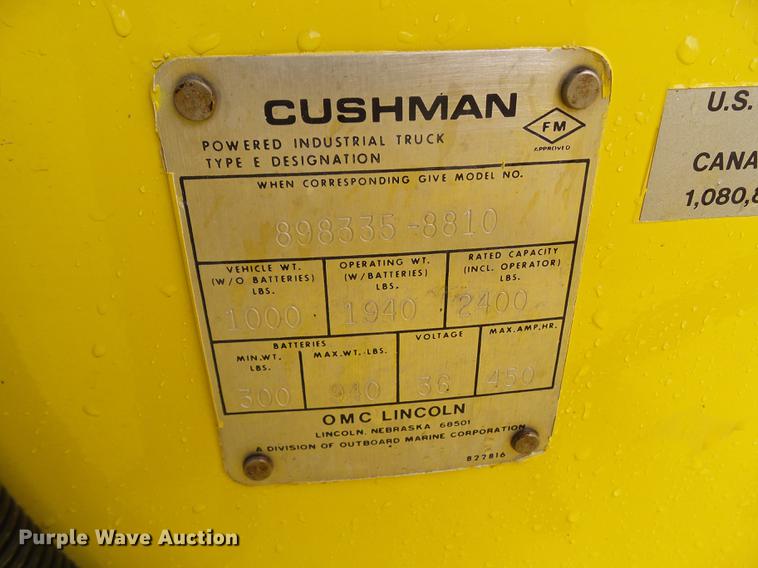 CUSHMAN
FM
APPROVED
POWERED INDUSTRIAL TRUCK
TYPE E DESIGNATION
WHEN CORRESPONDING GIVE MODEL NO.
898335-8810
VEHICLE WT.
(W/O BATTERIES)
LBS.
1000
OPERATING WT.
(W/BATTERIES)
LBS.
1940
RATED CAPACITY
(INCL. OPERATOR)
LBS.
2400
BATTERIES
MIN.WT.
LBS.
300
MAX.WT.-LBS.
940
VOLTAGE
36
MAX.AMP.HR.
450
OMC LINCOLN
LINCOLN, NEBRASKA 68501
A DIVISION OF OUTBOARD MARINE CORPORATION
822816
U.S.
CANA
1,080,8
Purple Wave Auction